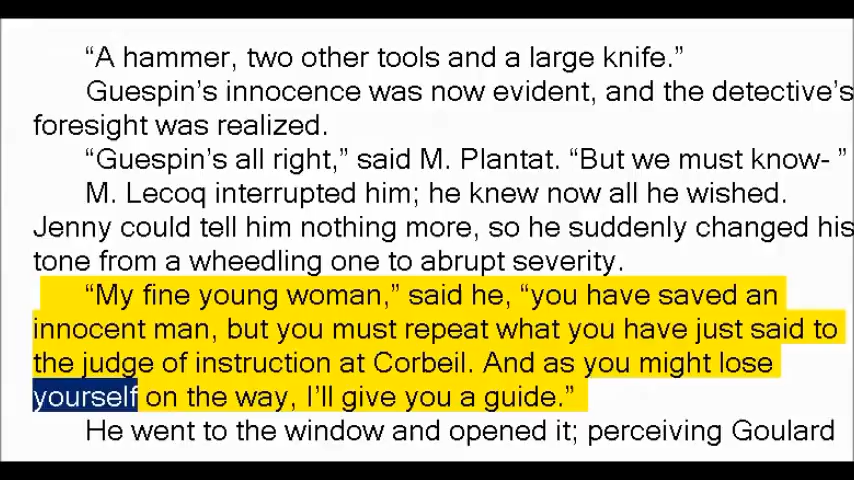 “A hammer, two other tools and a large knife.”
Guespin’s innocence was now evident, and the detective’s
foresight was realized.
“Guespin’s all right,” said M. Plantat. “But we must know- ”
M. Lecoq interrupted him; he knew now all he wished.
Jenny could tell him nothing more, so he suddenly changed his
tone from a wheedling one to abrupt severity.
“My fine young woman,” said he, “you have saved an
innocent man, but you must repeat what you have just said to
the judge of instruction at Corbeil. And as you might lose
yourself on the way, I’ll give you a guide.”
He went to the window and opened it; perceiving Goulard